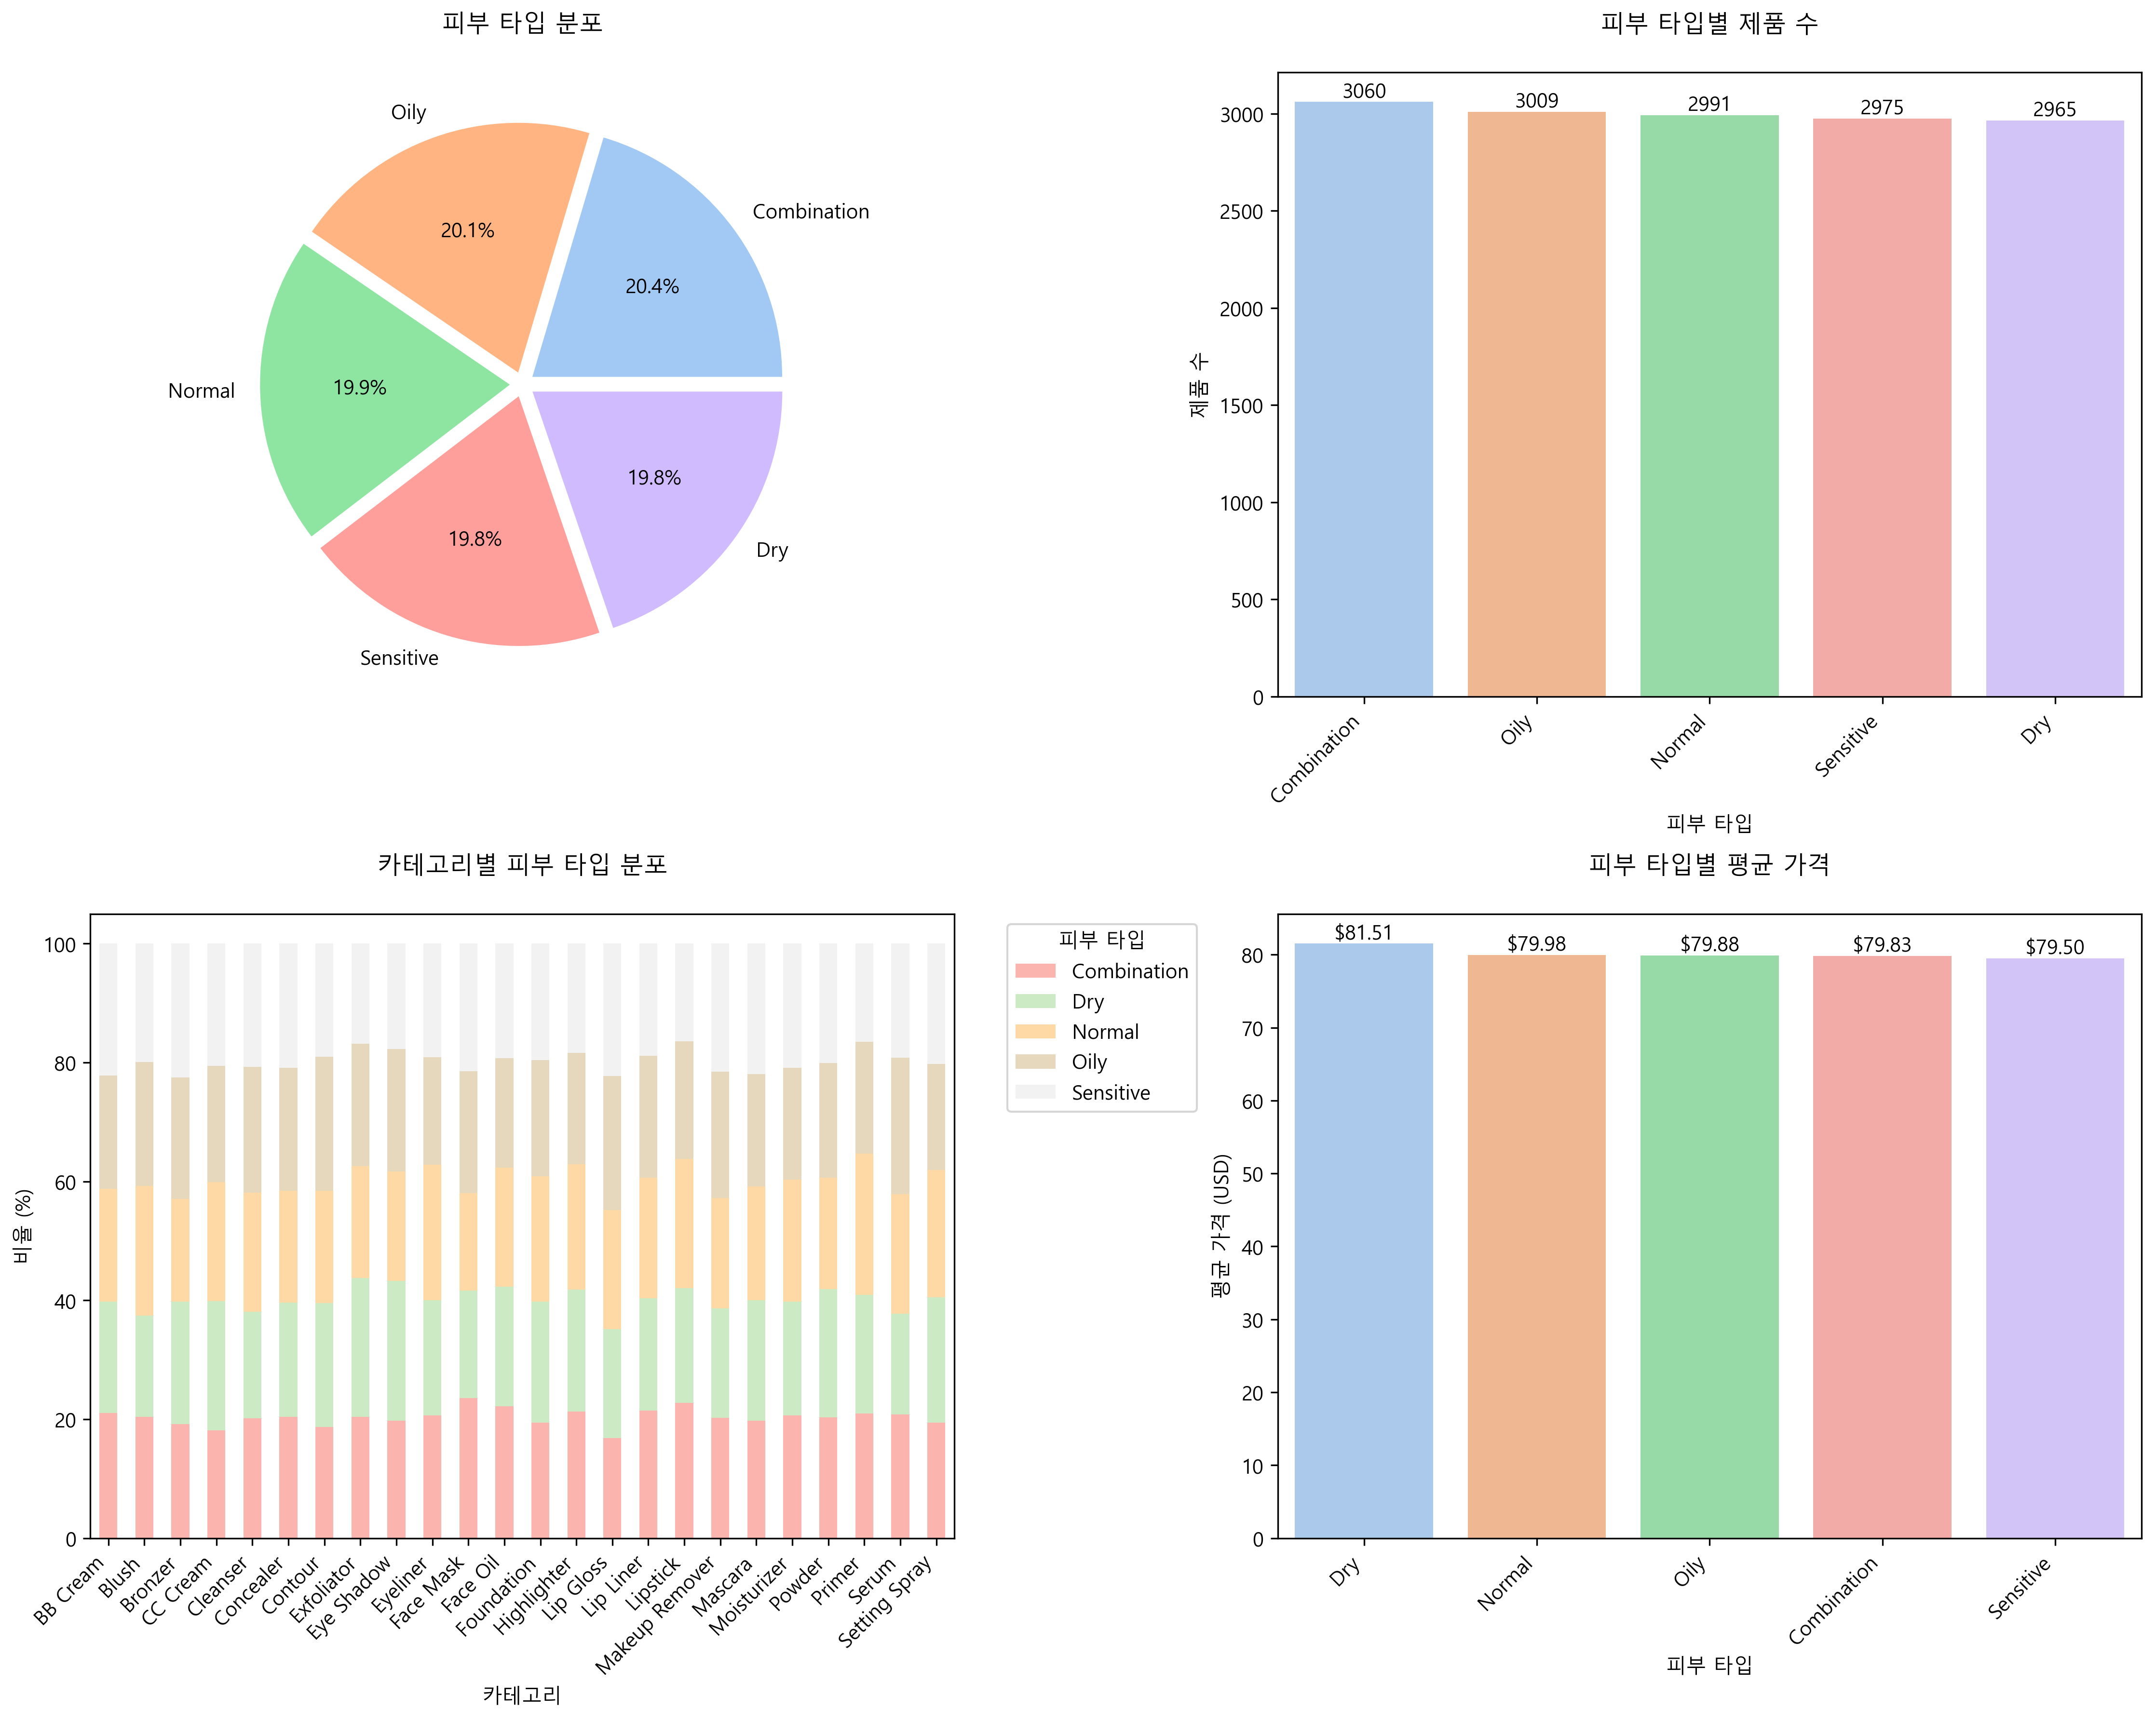 피부 타입 분포
Oily
Combination
20.1%
20.4%
Normal
19.9%
19.8%
19.8%
Dry
Sensitive
피부 타입별 제품 수
3060
3009
2991
2975
2965
3000
2500
2000
1500
1000
500
0
제품 수
Combination
Oily
Normal
Sensitive
Dry
피부 타입
카테고리별 피부 타입 분포
100
80
60
40
20
0
비율 (%)
BB Cream
Blush
Bronzer
CC Cream
Cleanser
Concealer
Contour
Exfoliator
Eye Shadow
Eyeliner
Face Mask
Face Oil
Foundation
Highlighter
Lip Gloss
Lip Liner
Lipstick
Makeup Remover
Mascara
Moisturizer
Powder
Primer
Serum
Setting Spray
카테고리
피부 타입
Combination
Dry
Normal
Oily
Sensitive
피부 타입별 평균 가격
$81.51
$79.98
$79.88
$79.83
$79.50
80
70
60
50
40
30
20
10
0
평균 가격 (USD)
Dry
Normal
Oily
Combination
Sensitive
피부 타입